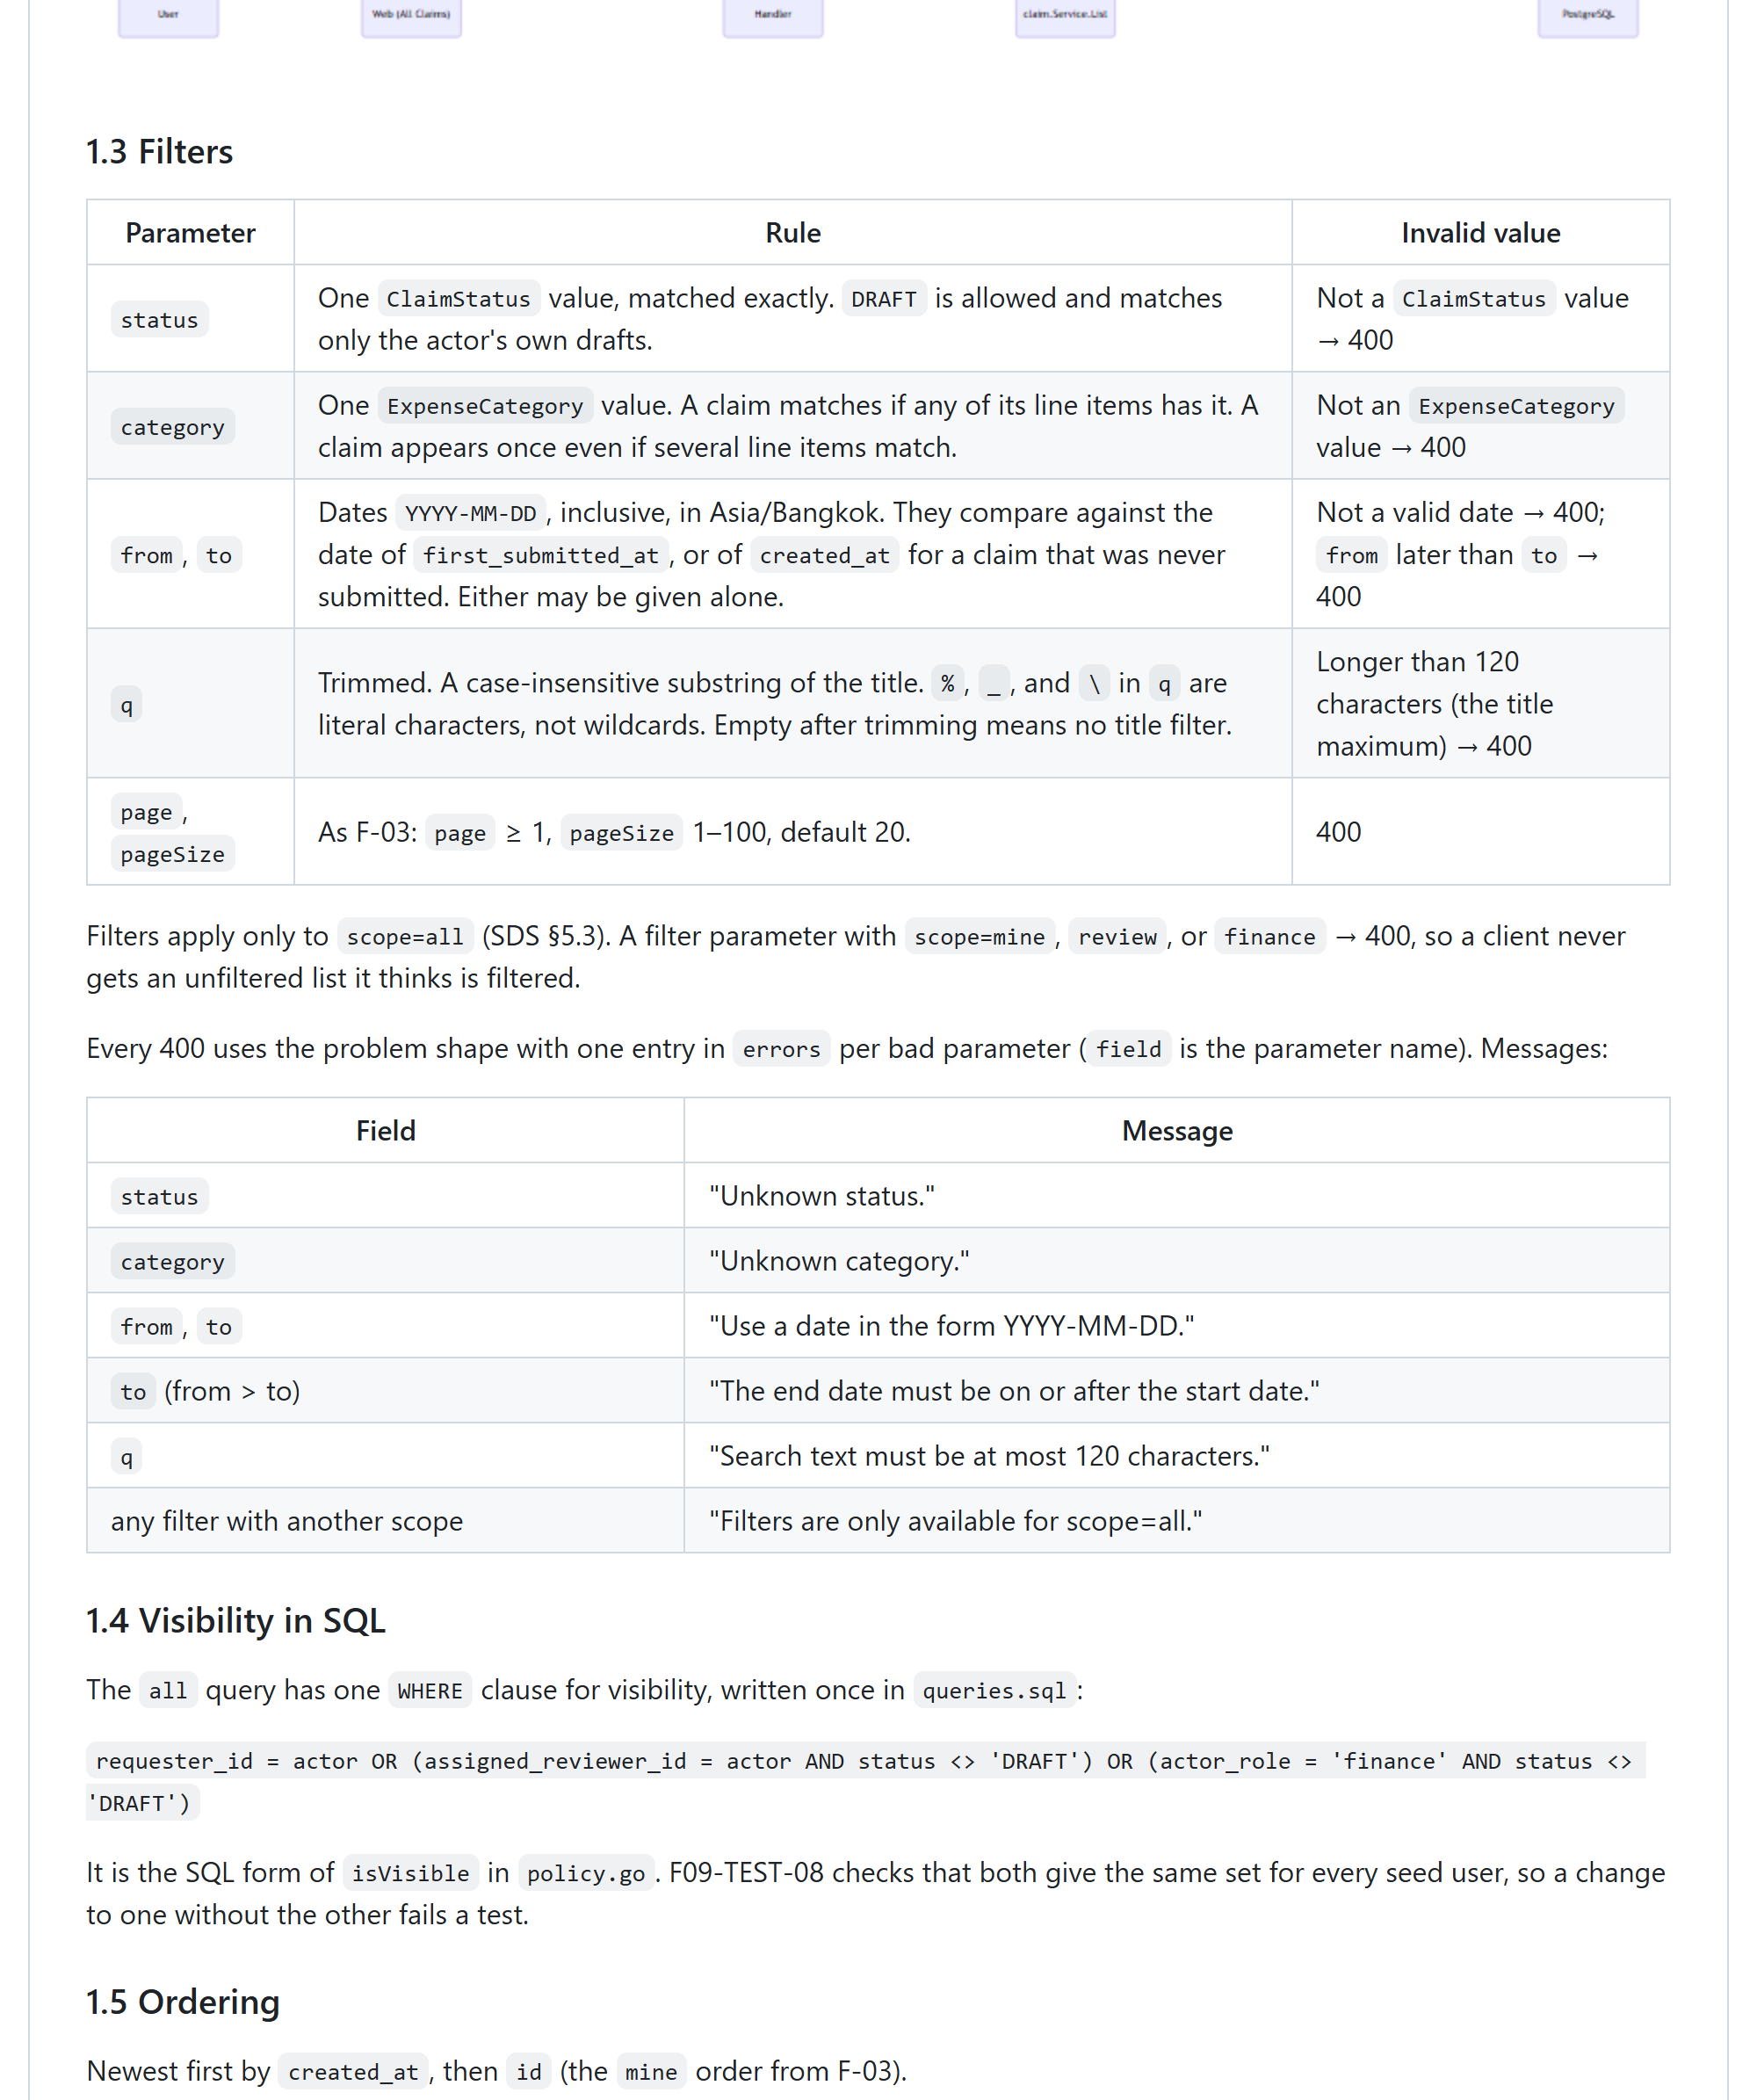 User
Web (All Claims)
Handler
claim.Service.List
PostgreSQL
1.3 Filters
Parameter
Rule
Invalid value
status
One ClaimStatus value, matched exactly. DRAFT is allowed and matches
only the actor's own drafts.
Not a ClaimStatus value
→ 400
category
One ExpenseCategory value. A claim matches if any of its line items has it. A
claim appears once even if several line items match.
Not an ExpenseCategory
value → 400
from, to
Dates YYYY-MM-DD, inclusive, in Asia/Bangkok. They compare against the
date of first_submitted_at, or of created_at for a claim that was never
submitted. Either may be given alone.
Not a valid date → 400;
from later than to →
400
q
Trimmed. A case-insensitive substring of the title. %, _, and \ in q are
literal characters, not wildcards. Empty after trimming means no title filter.
Longer than 120
characters (the title
maximum) → 400
page,
pageSize
As F-03: page ≥ 1, pageSize 1–100, default 20.
400
Filters apply only to scope=all (SDS §5.3). A filter parameter with scope=mine, review, or finance → 400, so a client never
gets an unfiltered list it thinks is filtered.
Every 400 uses the problem shape with one entry in errors per bad parameter (field is the parameter name). Messages:
Field
Message
status
"Unknown status."
category
"Unknown category."
from, to
"Use a date in the form YYYY-MM-DD."
to (from > to)
"The end date must be on or after the start date."
q
"Search text must be at most 120 characters."
any filter with another scope
"Filters are only available for scope=all."
1.4 Visibility in SQL
The all query has one WHERE clause for visibility, written once in queries.sql:
requester_id = actor OR (assigned_reviewer_id = actor AND status <> 'DRAFT') OR (actor_role = 'finance' AND status <>
'DRAFT')
It is the SQL form of isVisible in policy.go. F09-TEST-08 checks that both give the same set for every seed user, so a change
to one without the other fails a test.
1.5 Ordering
Newest first by created_at, then id (the mine order from F-03).